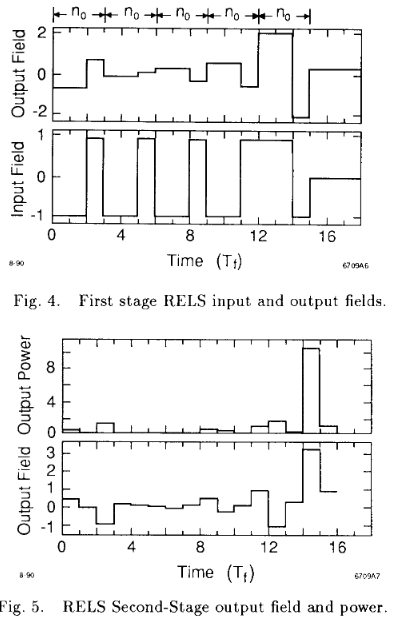 n₀ n₀ n₀ n₀ n₀
Output Field
2
0
-2
Input Field
1
0
-1
0 4 8 12 16
Time (Tf)
8-90
6709A6
Fig. 4. First stage RELS input and output fields.
Output Power
8
4
0
Output Field
3
2
1
0
-1
0 4 8 12 16
Time (Tf)
8-90
6709A7
Fig. 5. RELS Second-Stage output field and power.